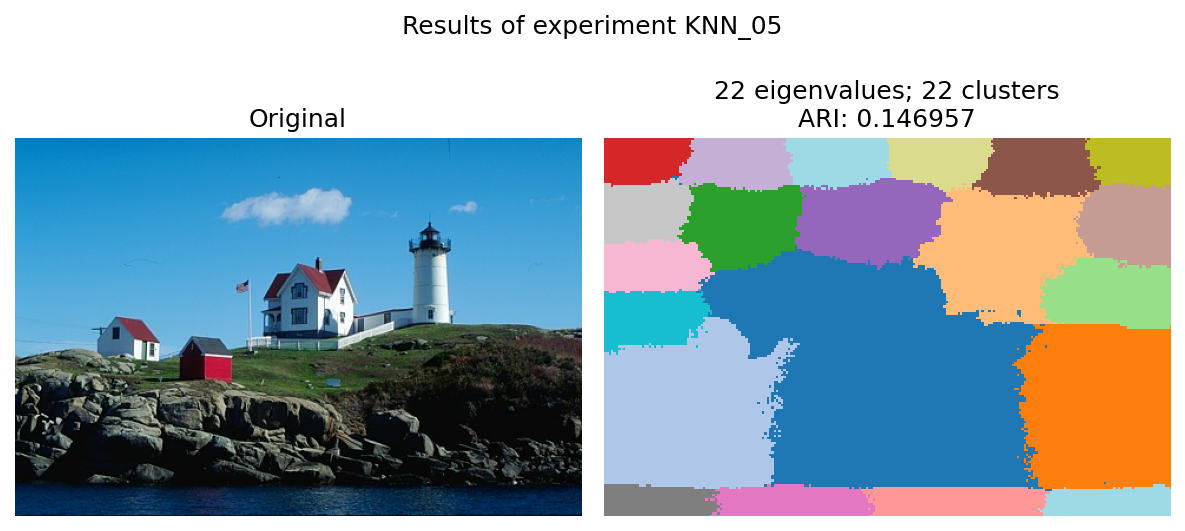 Results of experiment KNN_05
Original
22 eigenvalues; 22 clusters
ARI: 0.146957